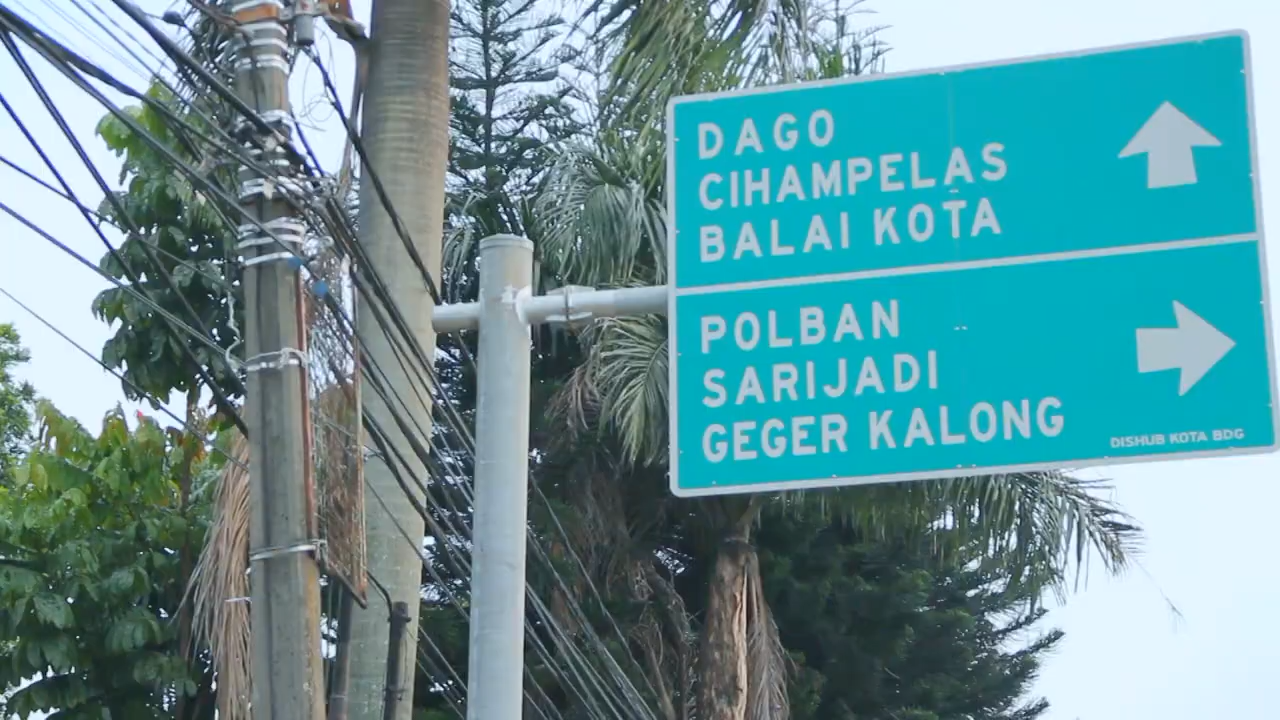 DAGO
CIHAMPELAS
BALAI KOTA
POLBAN
SARIJADI
GEGER KALONG
DISHUB KOTA BDG